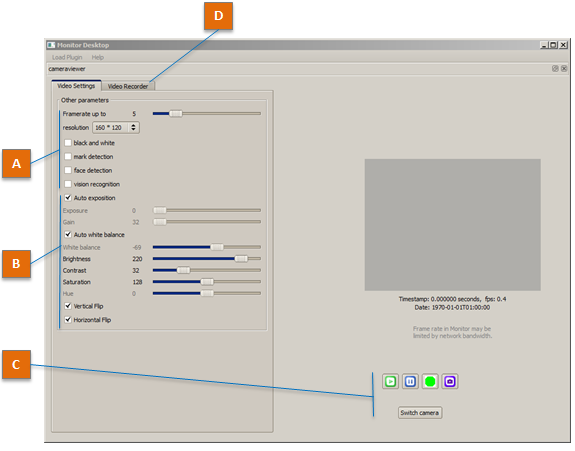 D
A
B
C
Monitor Desktop
Load Plugin Help
cameraviewer
Video Settings Video Recorder
Other parameters
Framerate up to 5
resolution 160 * 120
black and white
mark detection
face detection
vision recognition
Auto exposition
Exposure 0
Gain 32
Auto white balance
White balance -69
Brightness 220
Contrast 32
Saturation 128
Hue 0
Vertical Flip
Horizontal Flip
Timestamp: 0.000000 seconds, fps: 0.4
Date: 1970-01-01T01:00:00
Frame rate in Monitor may be
limited by network bandwidth.
Switch camera